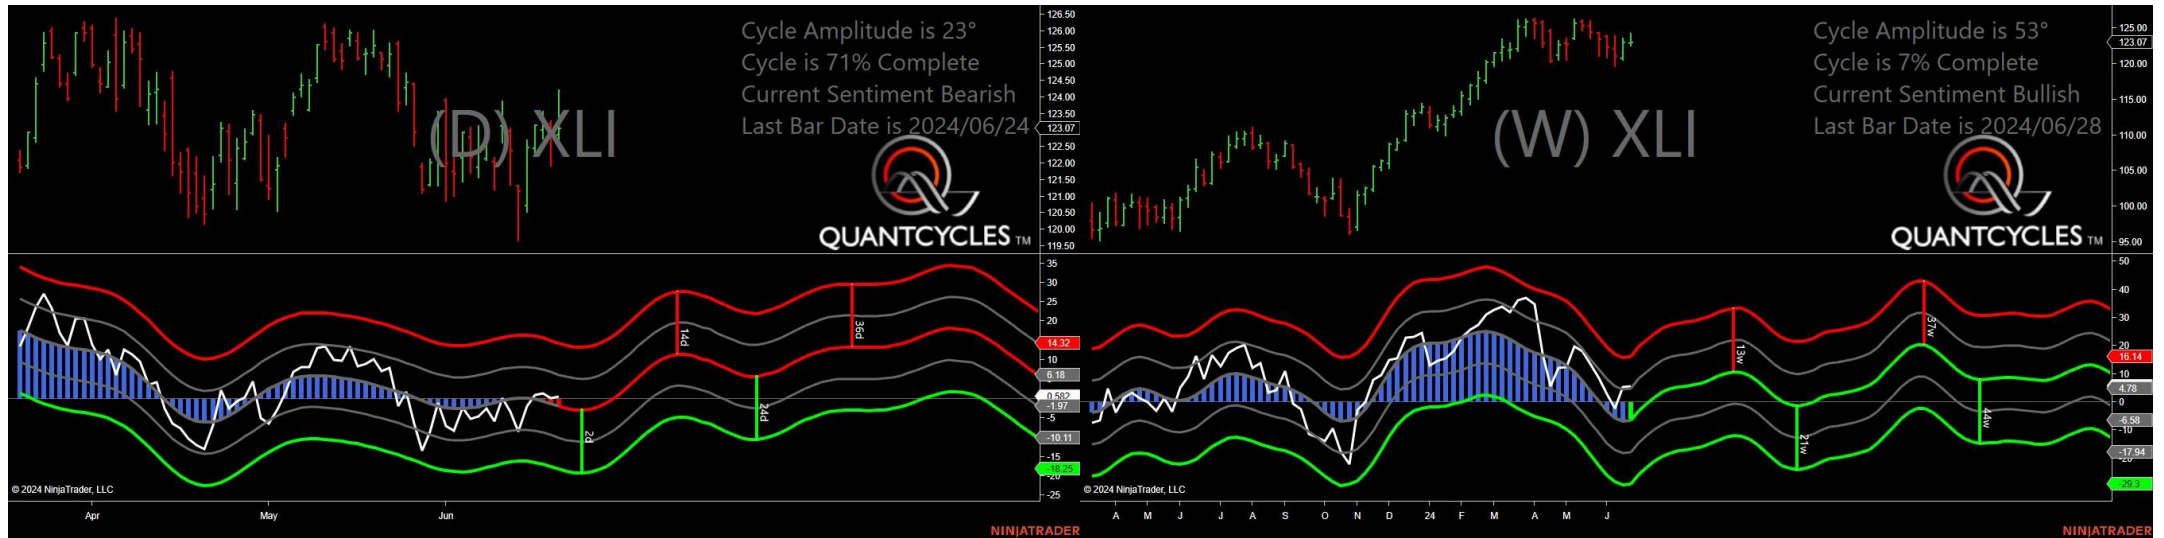 Cycle Amplitude is 23°
Cycle is 71% Complete
Current Sentiment Bearish
Last Bar Date is 2024/06/24
(D) XLI
QUANTCYCLES TM
126.50
126.00
125.50
125.00
124.50
124.00
123.50
123.07
122.50
122.00
121.50
121.00
120.50
120.00
119.50
35
30
25
20
14.32
10
6.18
0.582
-1.97
-5
-10.11
-15
-18.25
-25
2d
14d
24d
36d
© 2024 NinjaTrader, LLC
Apr May Jun
NINJATRADER
Cycle Amplitude is 53°
Cycle is 7% Complete
Current Sentiment Bullish
Last Bar Date is 2024/06/28
(W) XLI
QUANTCYCLES TM
125.00
123.07
120.00
115.00
110.00
105.00
100.00
95.00
50
40
30
20
16.14
10
4.78
0
-6.58
-10
-17.94
-29.3
13w
21w
37w
44w
© 2024 NinjaTrader, LLC
A M J J A S O N D 24 F M A M J
NINJATRADER